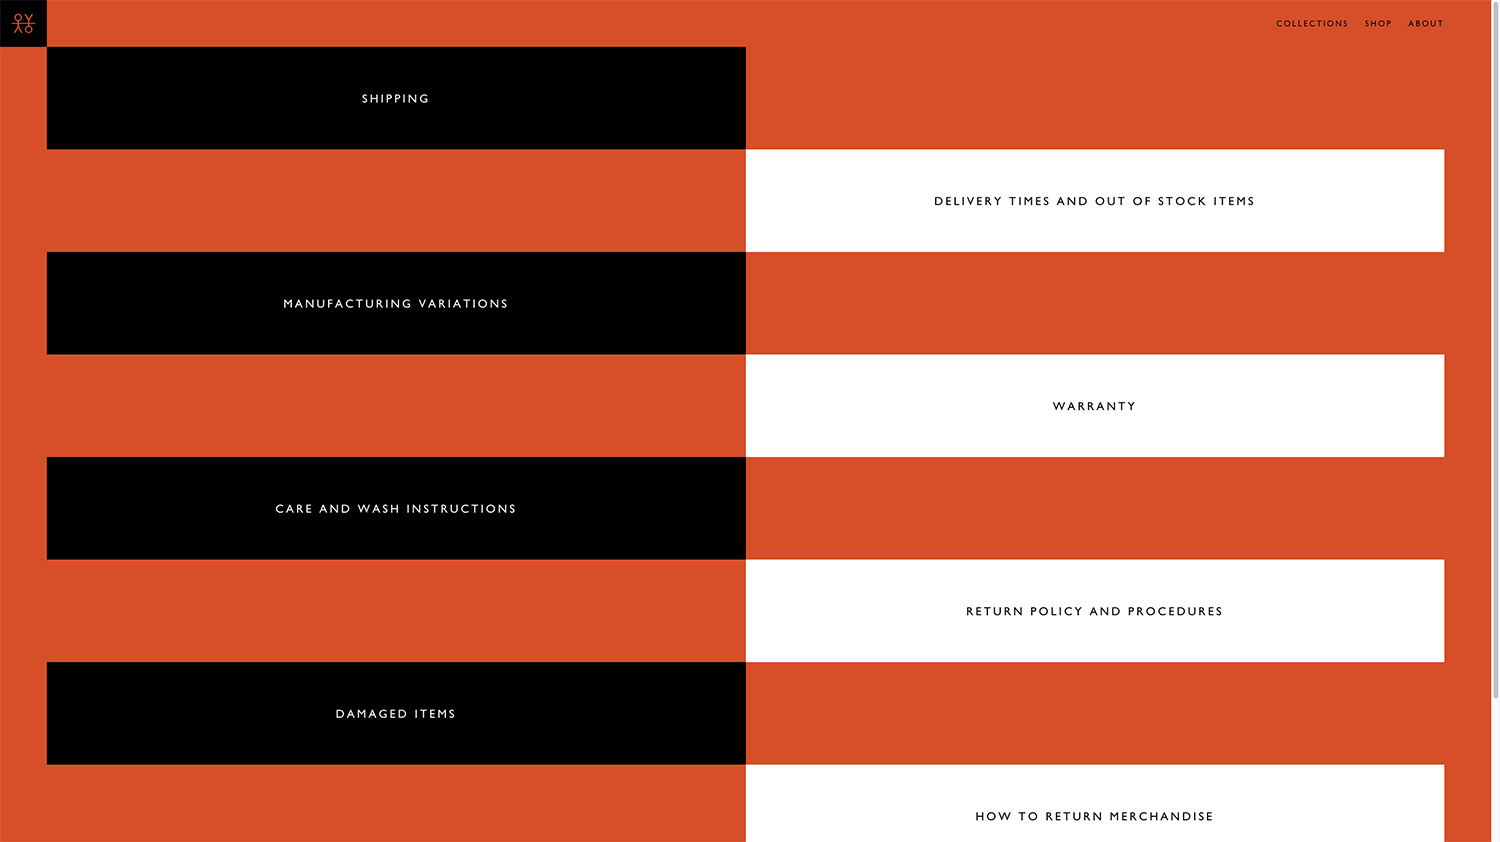 COLLECTIONS SHOP ABOUT
SHIPPING
DELIVERY TIMES AND OUT OF STOCK ITEMS
MANUFACTURING VARIATIONS
WARRANTY
CARE AND WASH INSTRUCTIONS
RETURN POLICY AND PROCEDURES
DAMAGED ITEMS
HOW TO RETURN MERCHANDISE